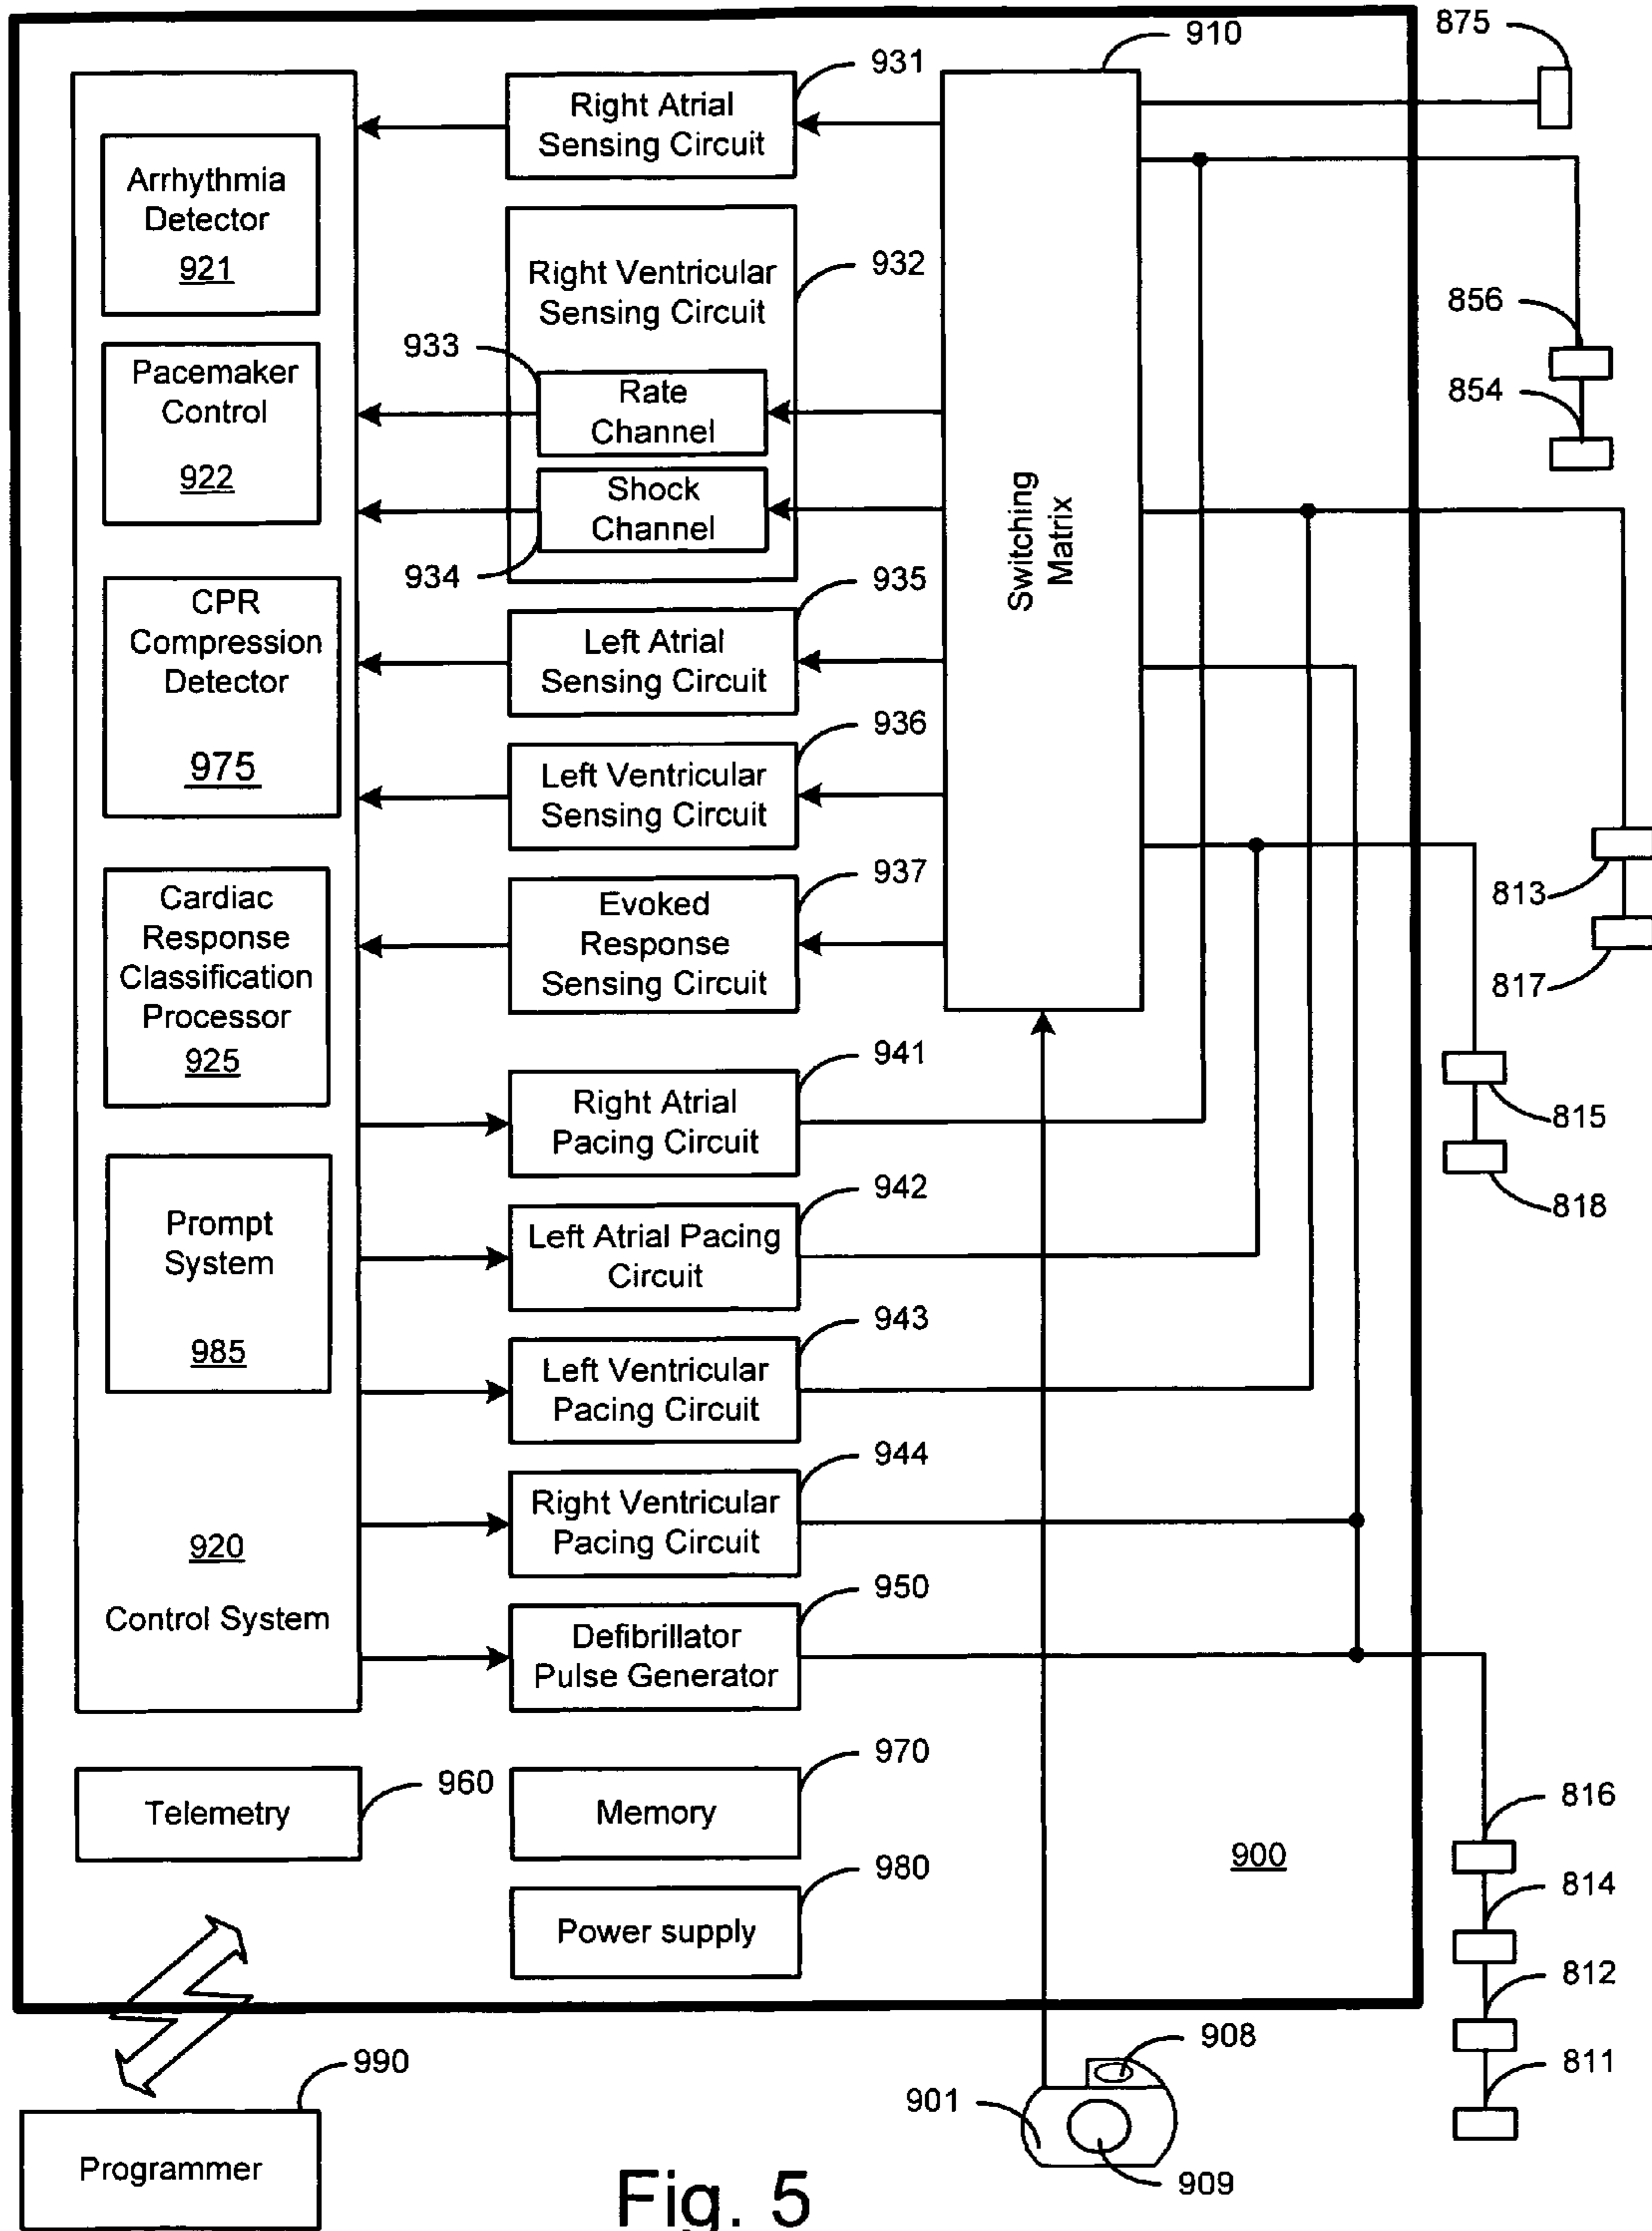 910
875
931
Right Atrial
Sensing Circuit
Arrhythmia
Detector
921
Right Ventricular
Sensing Circuit
932
856
933
Pacemaker
Control
922
Rate
Channel
854
Shock
Channel
934
Switching
Matrix
935
CPR
Compression
Detector
975
Left Atrial
Sensing Circuit
936
Left Ventricular
Sensing Circuit
813
817
937
Cardiac
Response
Classification
Processor
925
Evoked
Response
Sensing Circuit
941
Right Atrial
Pacing Circuit
815
818
942
Prompt
System
985
Left Atrial Pacing
Circuit
943
Left Ventricular
Pacing Circuit
944
Right Ventricular
Pacing Circuit
920
Control System
950
Defibrillator
Pulse Generator
960
Telemetry
970
Memory
816
900
980
Power supply
814
812
908
811
990
901
Programmer
909
Fig. 5